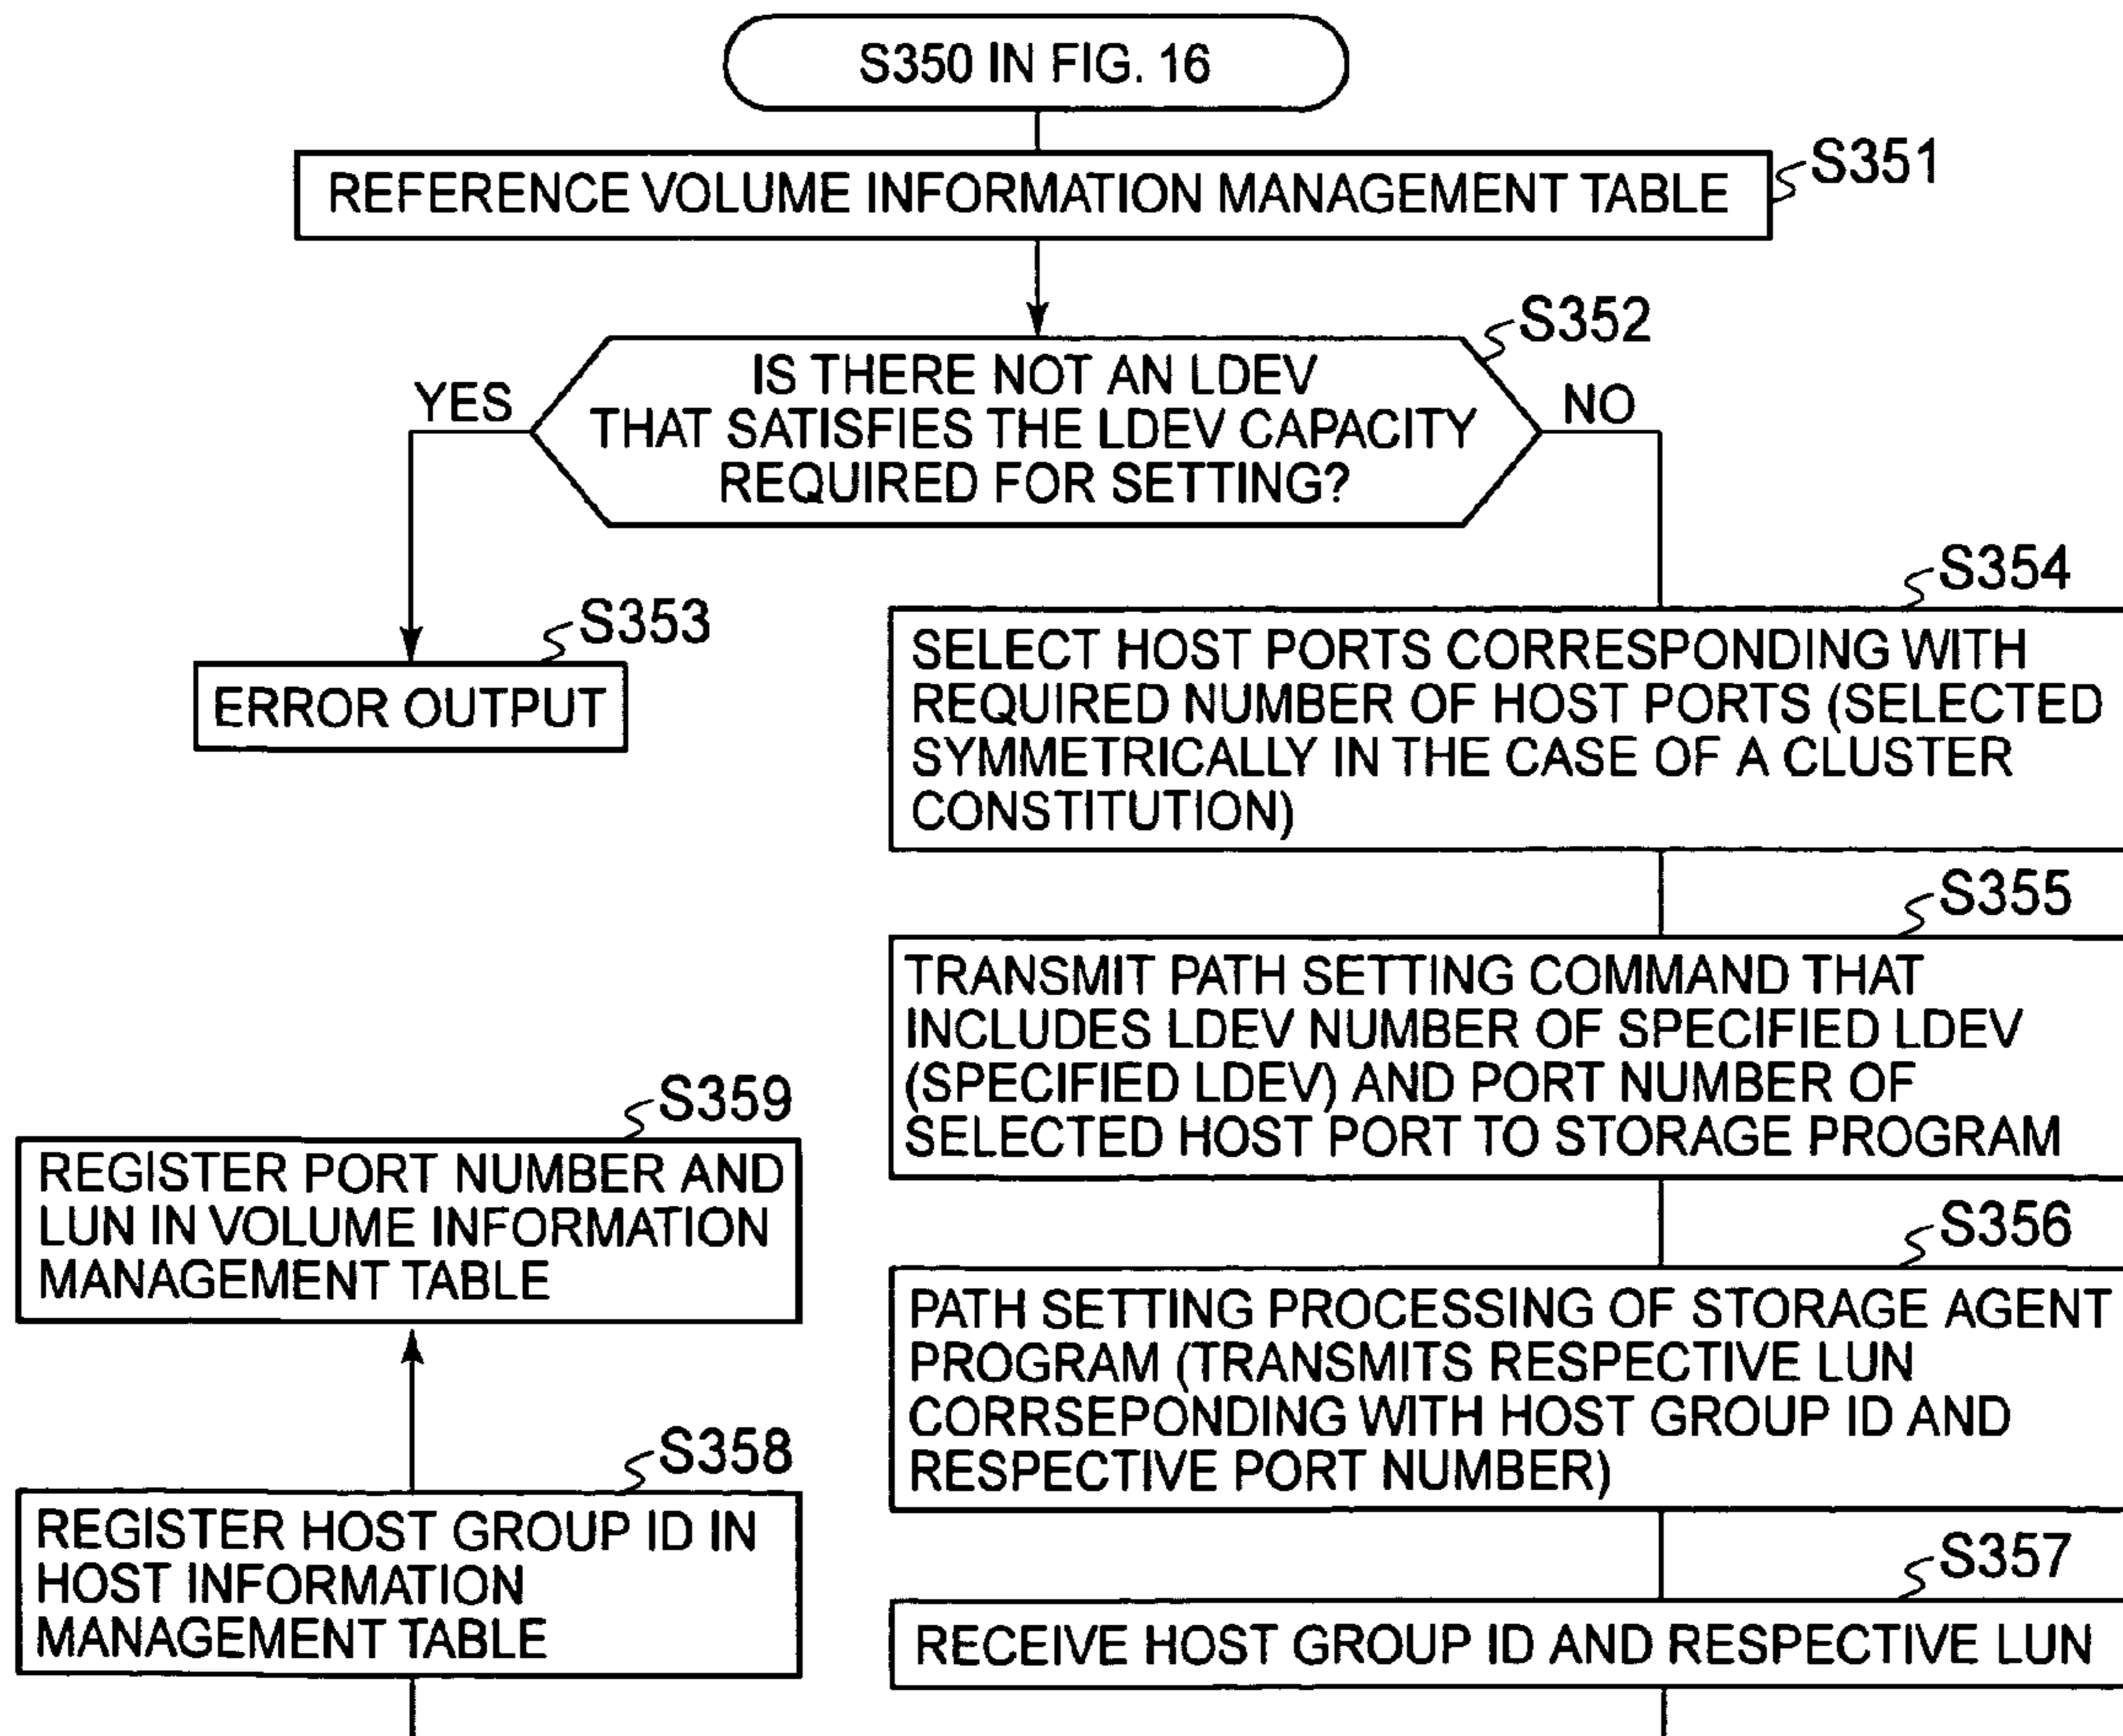 S350 IN FIG. 16
S351
REFERENCE VOLUME INFORMATION MANAGEMENT TABLE
S352
IS THERE NOT AN LDEV
THAT SATISFIES THE LDEV CAPACITY
REQUIRED FOR SETTING?
YES
NO
S353
ERROR OUTPUT
S354
SELECT HOST PORTS CORRESPONDING WITH
REQUIRED NUMBER OF HOST PORTS (SELECTED
SYMMETRICALLY IN THE CASE OF A CLUSTER
CONSTITUTION)
S355
TRANSMIT PATH SETTING COMMAND THAT
INCLUDES LDEV NUMBER OF SPECIFIED LDEV
(SPECIFIED LDEV) AND PORT NUMBER OF
SELECTED HOST PORT TO STORAGE PROGRAM
S356
PATH SETTING PROCESSING OF STORAGE AGENT
PROGRAM (TRANSMITS RESPECTIVE LUN
CORRSEPONDING WITH HOST GROUP ID AND
RESPECTIVE PORT NUMBER)
S357
RECEIVE HOST GROUP ID AND RESPECTIVE LUN
S358
REGISTER HOST GROUP ID IN
HOST INFORMATION
MANAGEMENT TABLE
S359
REGISTER PORT NUMBER AND
LUN IN VOLUME INFORMATION
MANAGEMENT TABLE